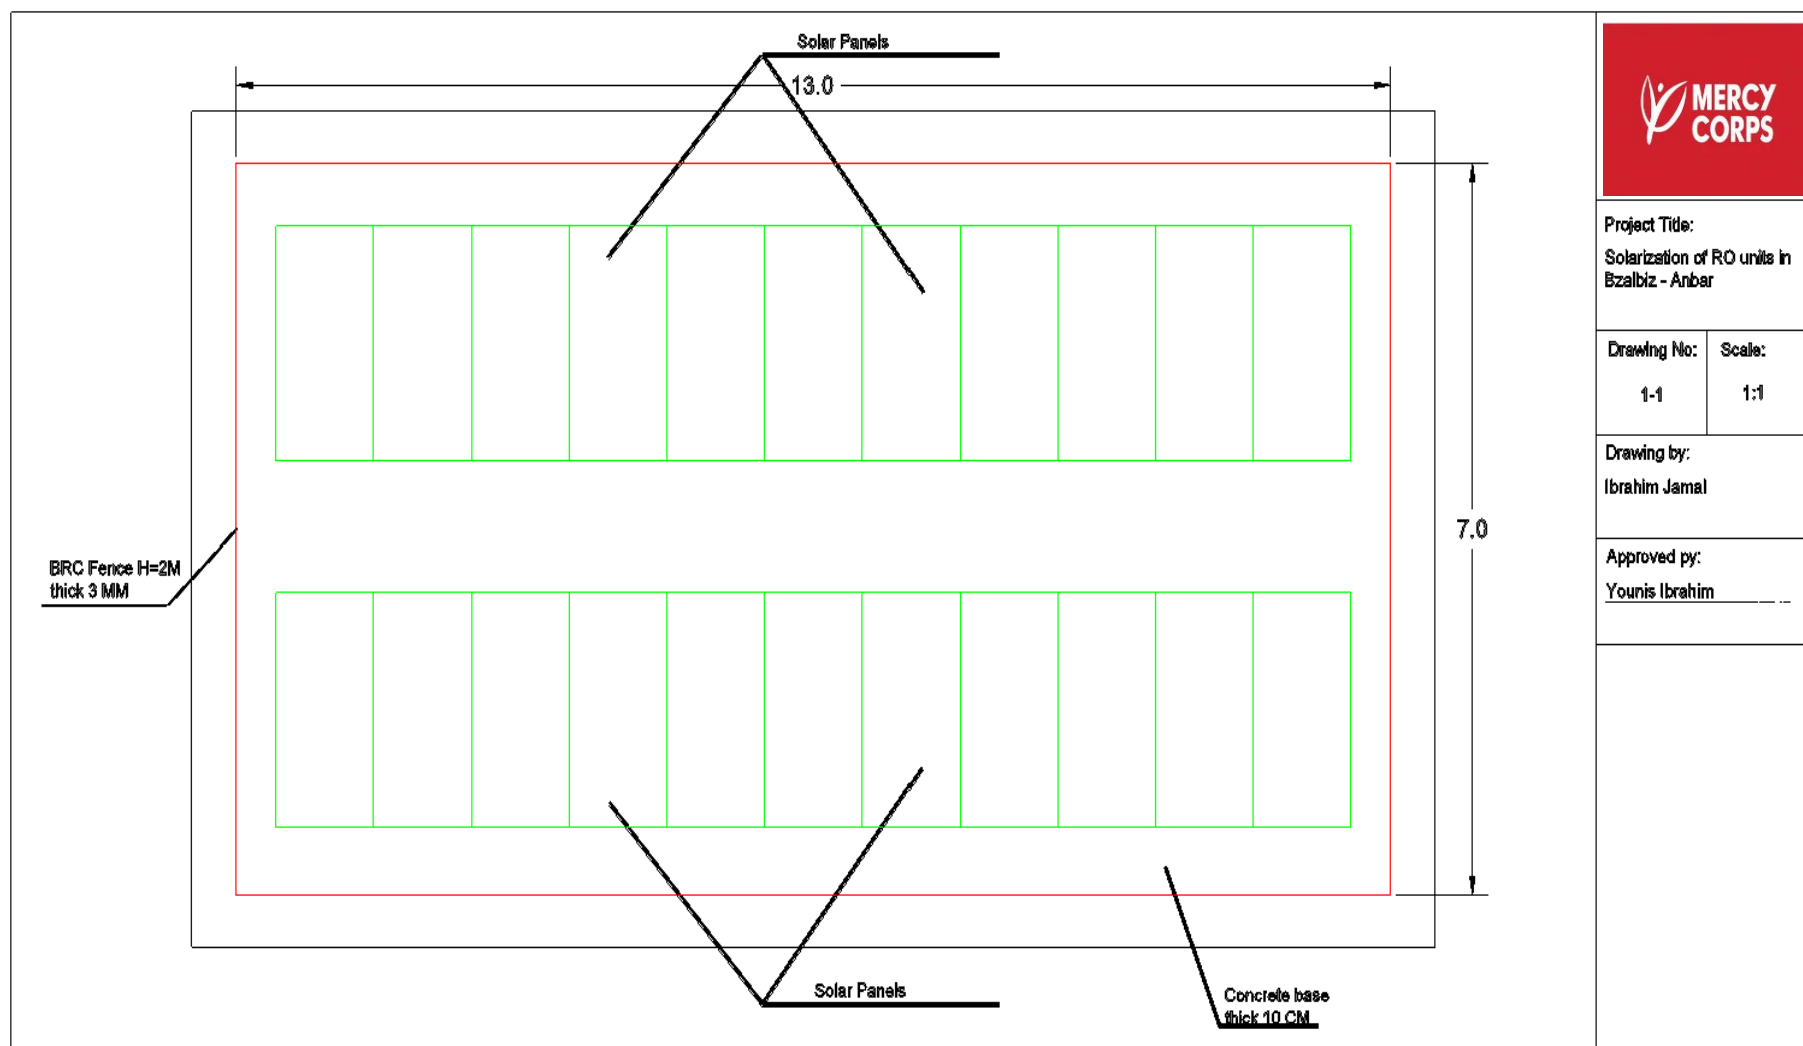 Solar Panels
13.0
7.0
BRC Fence H=2M
thick 3 MM
Solar Panels
Concrete base
thick 10 CM
MERCY
CORPS
Project Title:
Solarization of RO units in
Bzalbiz - Anbar
Drawing No:
Scale:
1-1
1:1
Drawing by:
Ibrahim Jamal
Approved py:
Younis Ibrahim